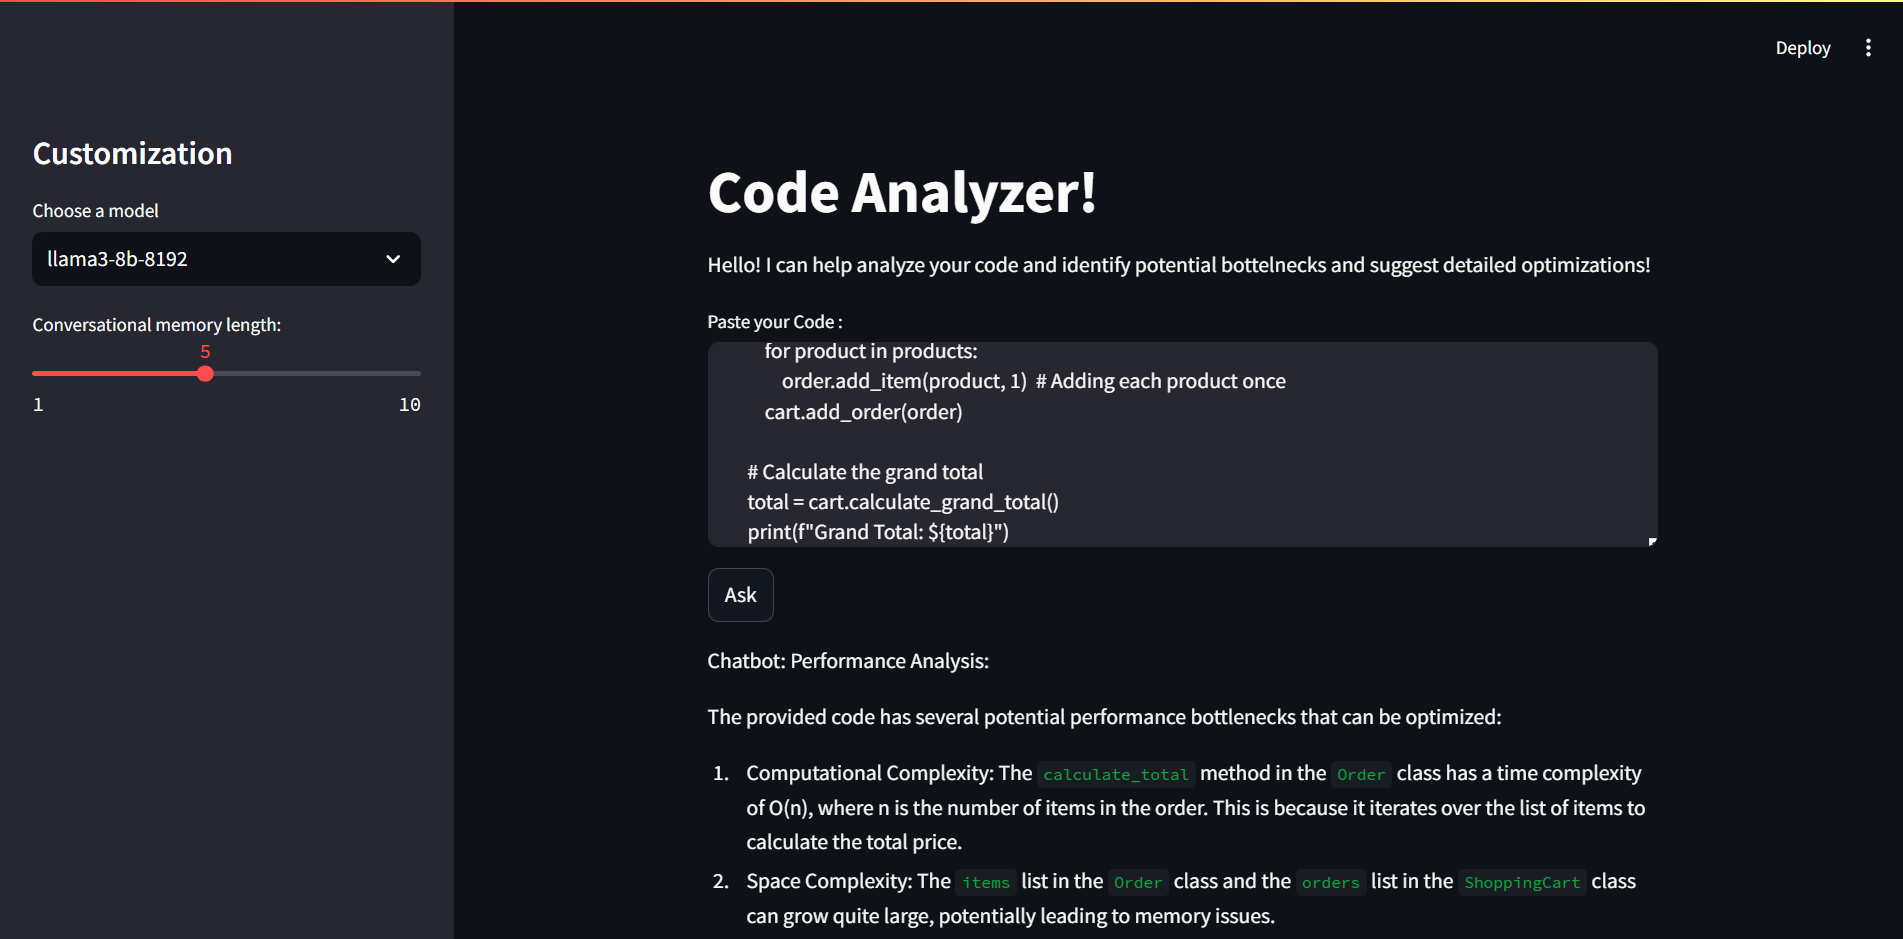 Deploy
Customization
Choose a model
llama3-8b-8192
Conversational memory length:
5
1
10
Code Analyzer!
Hello! I can help analyze your code and identify potential bottelnecks and suggest detailed optimizations!
Paste your Code :
for product in products:
order.add_item(product, 1)  # Adding each product once
cart.add_order(order)
# Calculate the grand total
total = cart.calculate_grand_total()
print(f"Grand Total: ${total}")
Ask
Chatbot: Performance Analysis:
The provided code has several potential performance bottlenecks that can be optimized:
1. Computational Complexity: The calculate_total method in the Order class has a time complexity
of O(n), where n is the number of items in the order. This is because it iterates over the list of items to
calculate the total price.
2. Space Complexity: The items list in the Order class and the orders list in the ShoppingCart class
can grow quite large, potentially leading to memory issues.